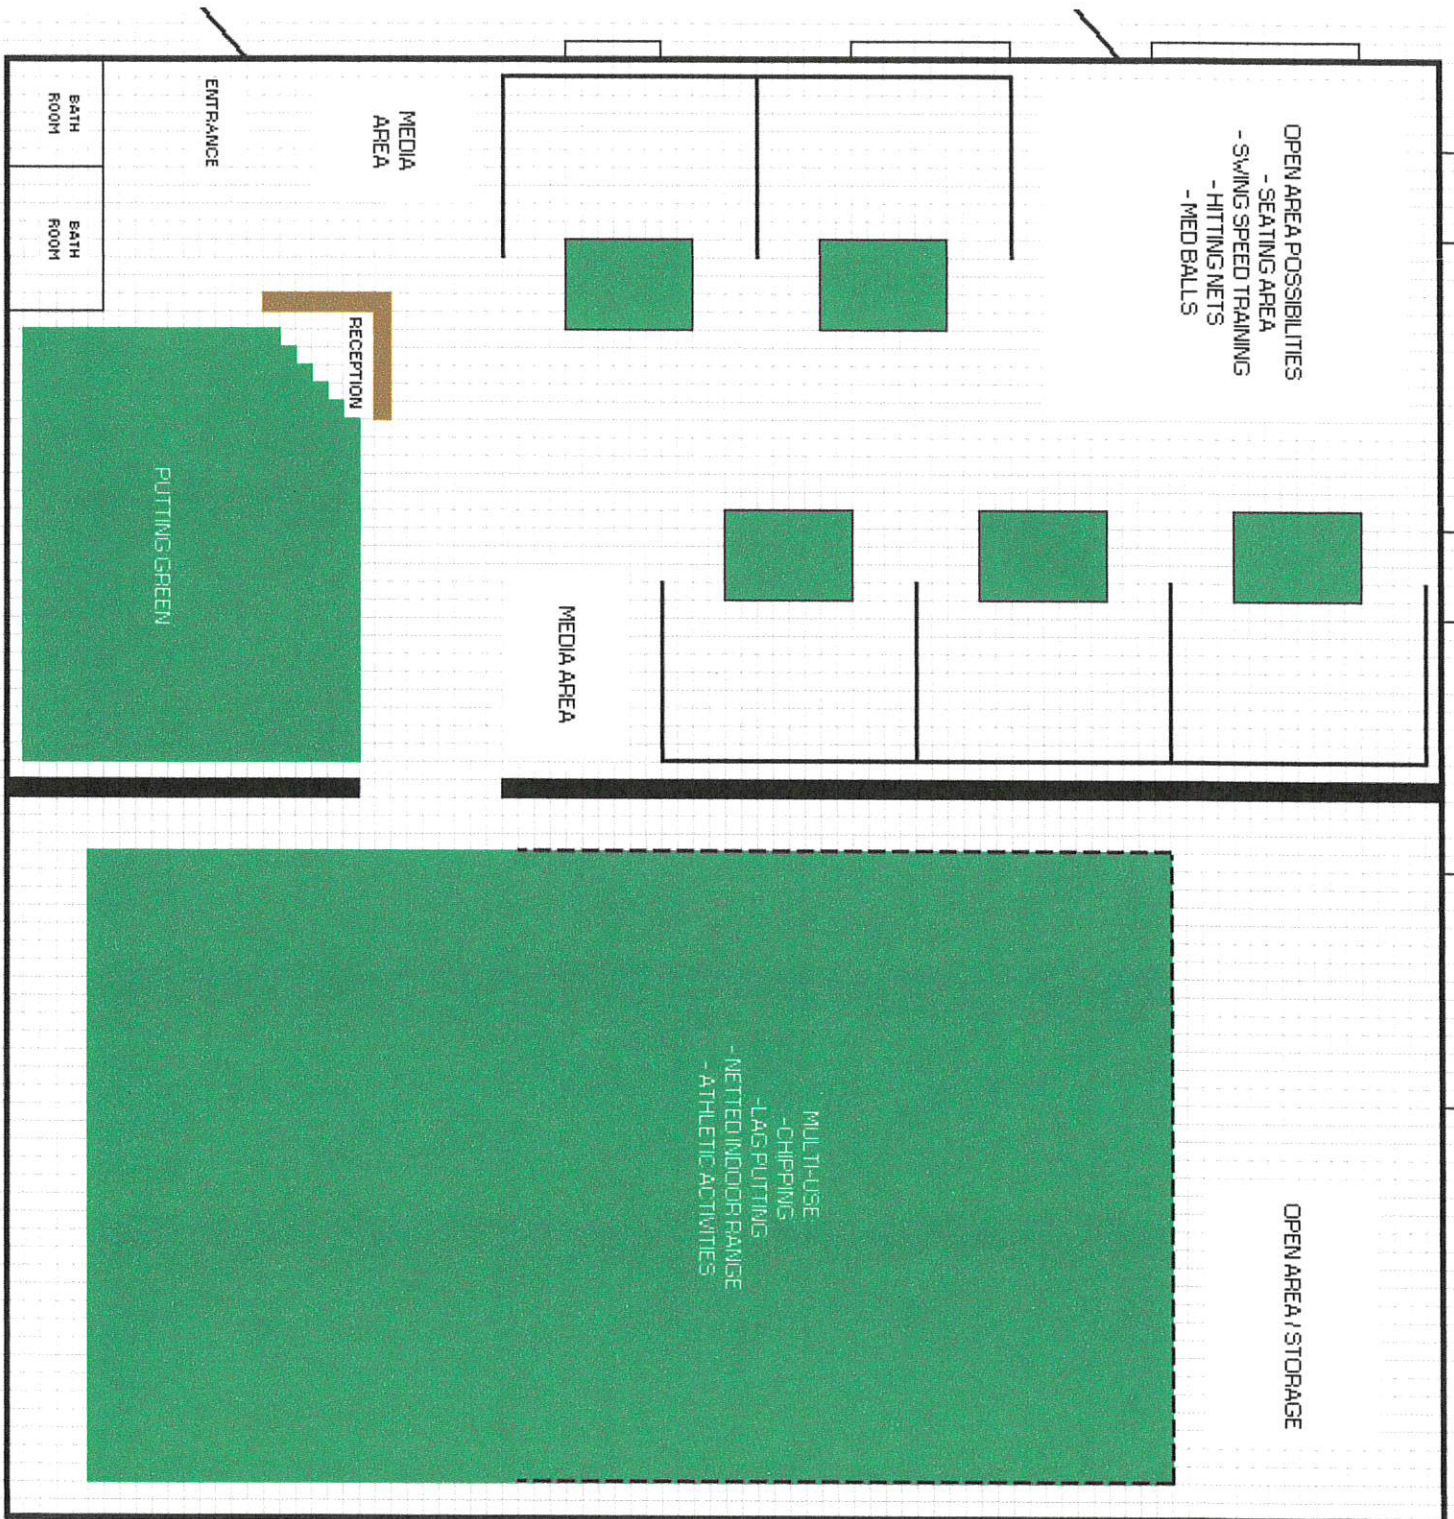 BATH
ROOM
BATH
ROOM
ENTRANCE
MEDIA
AREA
RECEPTION
PUTTING GREEN
MEDIA AREA
OPEN AREA POSSIBILITIES
- SEATING AREA
- SWING SPEED TRAINING
- HITTING NETS
- MED BALLS
MULTI-USE
-CHIPPING
-LAG PUTTING
- NETTED INDOOR RANGE
- ATHLETIC ACTIVITIES
OPEN AREA / STORAGE